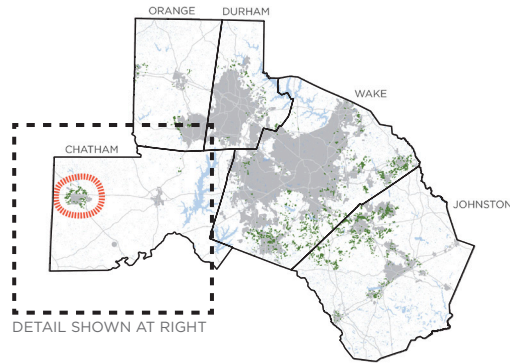 ORANGE
DURHAM
WAKE
CHATHAM
JOHNSTON
DETAIL SHOWN AT RIGHT